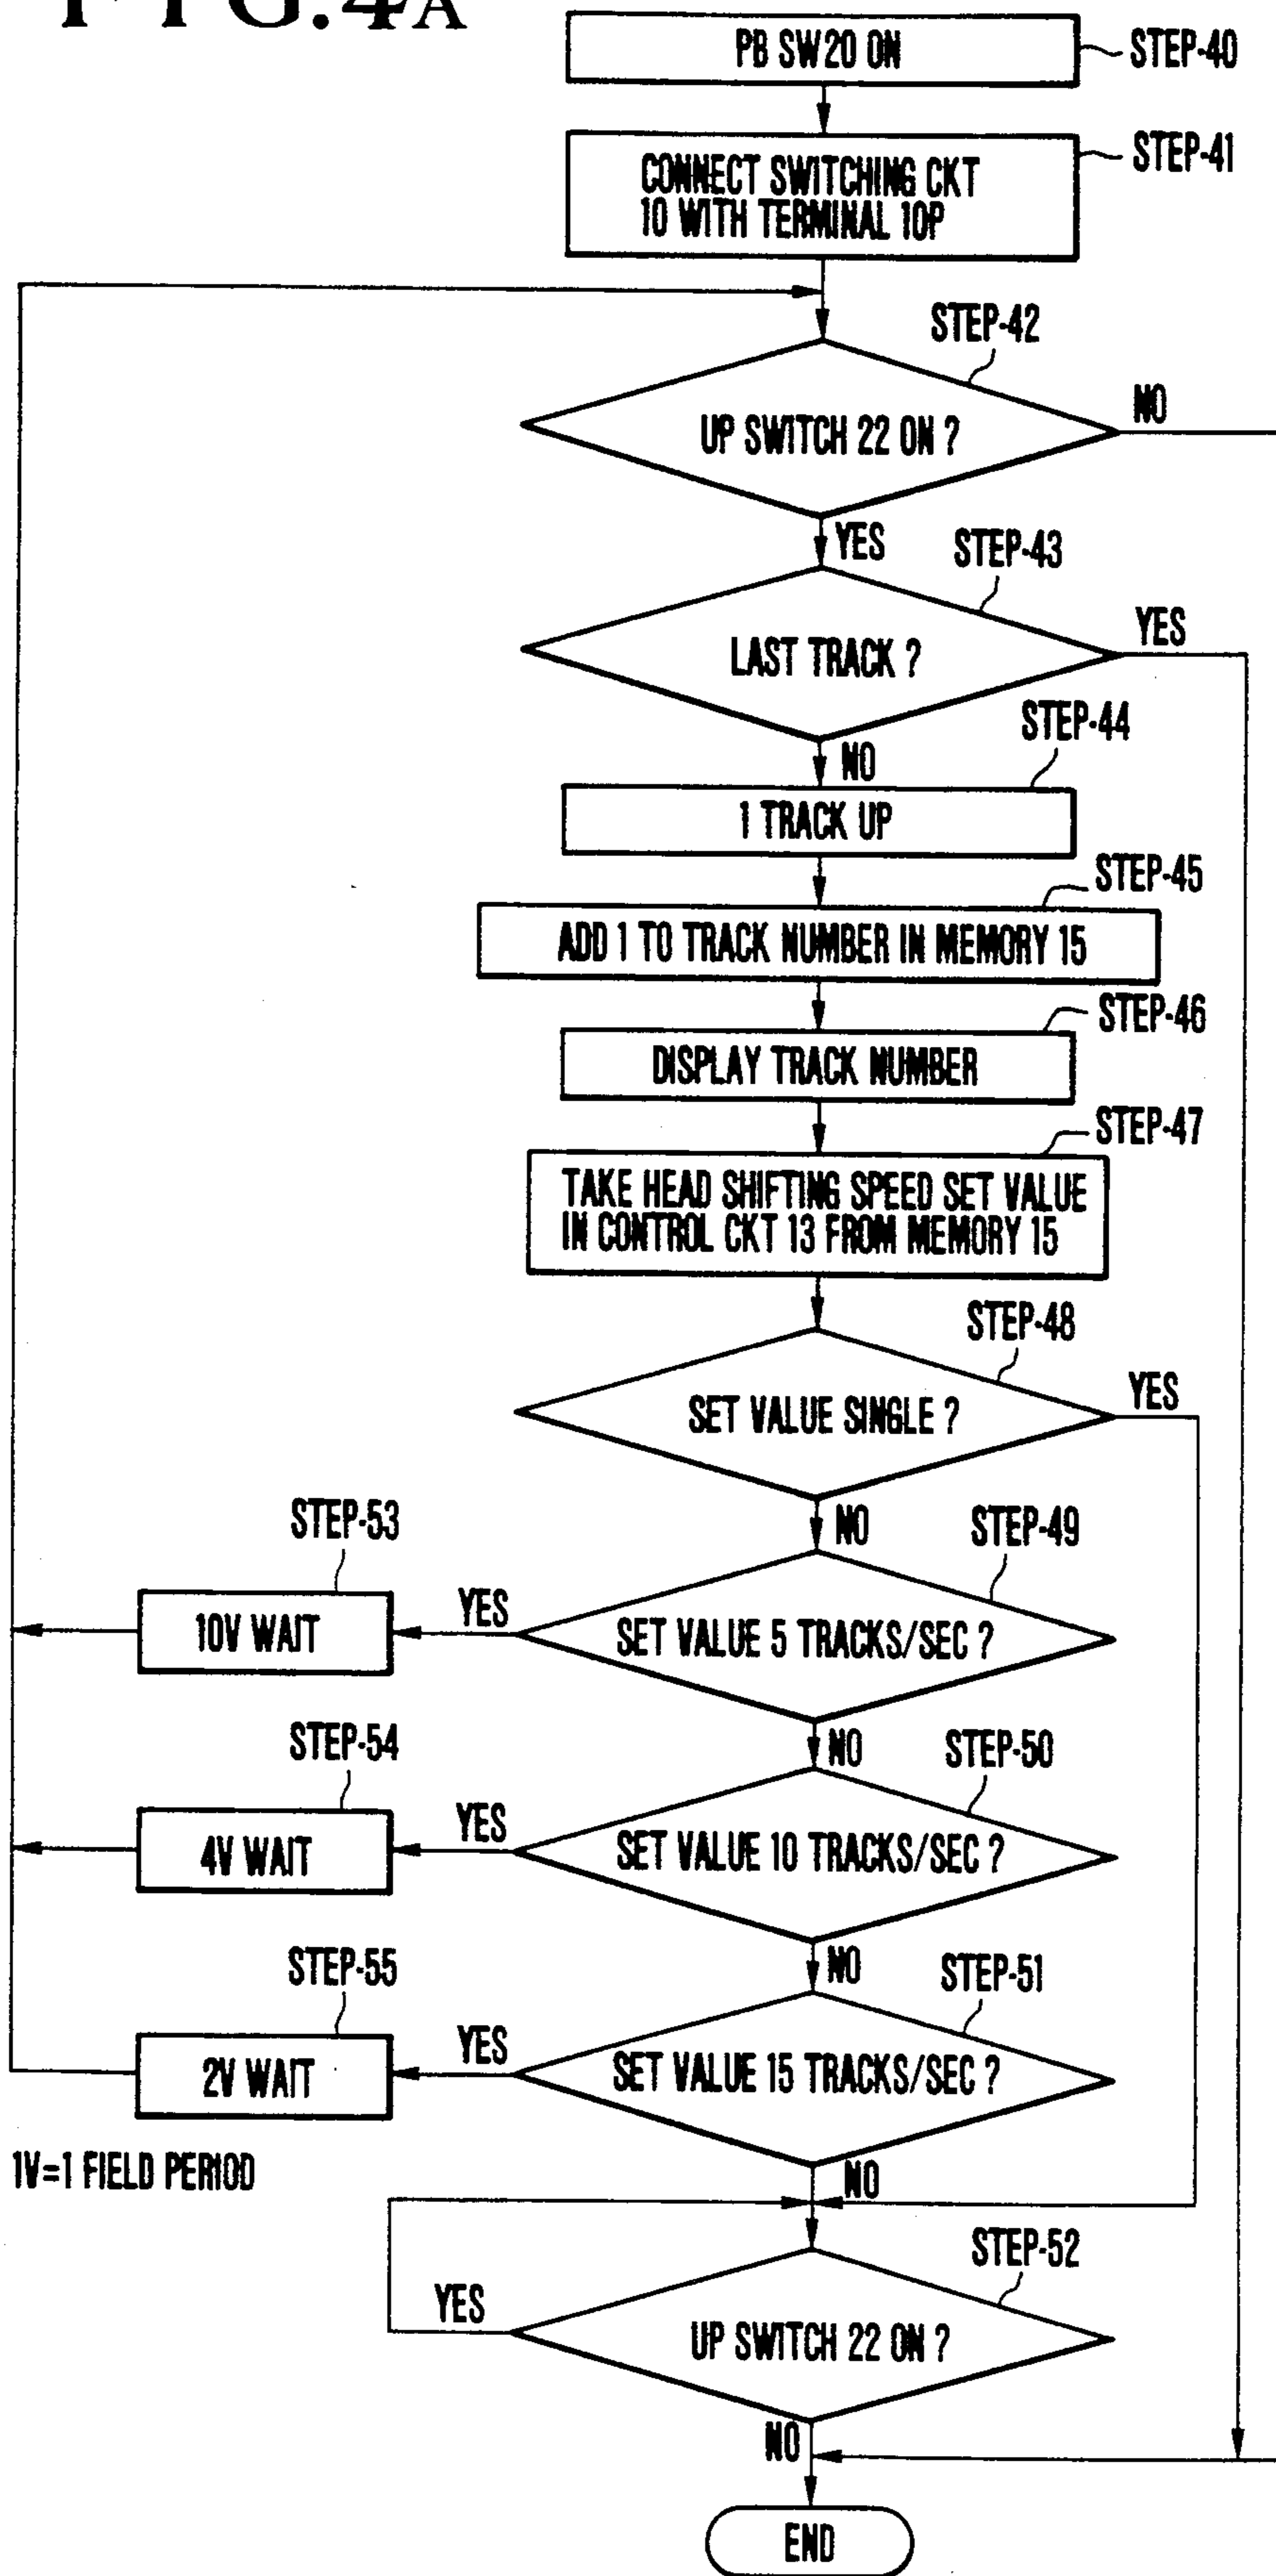 FIG.4A
PB SW20 ON
STEP-40
CONNECT SWITCHING CKT
10 WITH TERMINAL 10P
STEP-41
STEP-42
UP SWITCH 22 ON ?
NO
YES
STEP-43
LAST TRACK ?
YES
NO
STEP-44
1 TRACK UP
STEP-45
ADD 1 TO TRACK NUMBER IN MEMORY 15
STEP-46
DISPLAY TRACK NUMBER
STEP-47
TAKE HEAD SHIFTING SPEED SET VALUE
IN CONTROL CKT 13 FROM MEMORY 15
STEP-48
SET VALUE SINGLE ?
YES
NO
STEP-53
STEP-49
10V WAIT
YES
SET VALUE 5 TRACKS/SEC ?
NO
STEP-54
STEP-50
4V WAIT
YES
SET VALUE 10 TRACKS/SEC ?
NO
STEP-55
STEP-51
2V WAIT
YES
SET VALUE 15 TRACKS/SEC ?
1V=1 FIELD PERIOD
NO
STEP-52
YES
UP SWITCH 22 ON ?
NO
END